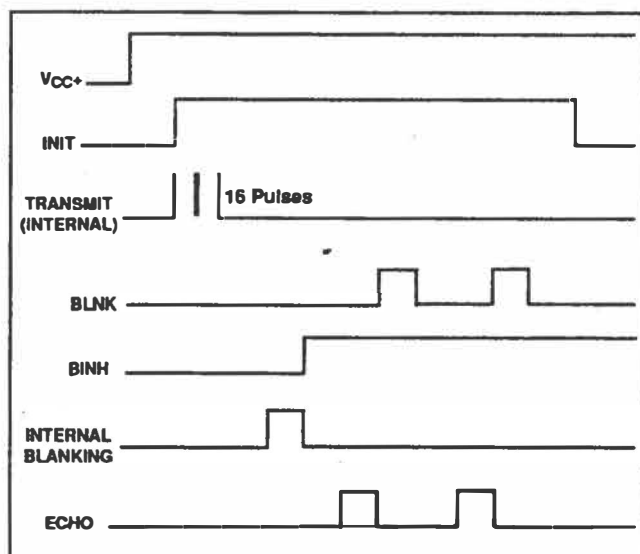 VCC+
INIT
TRANSMIT
(INTERNAL)
16 Pulses
BLNK
BINH
INTERNAL
BLANKING
ECHO